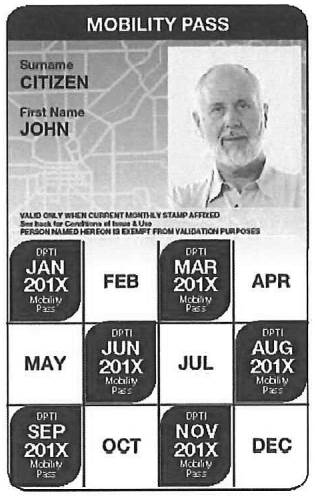 MOBILITY PASS
Surname
CITIZEN
First Name
JOHN
VALID ONLY WHEN CURRENT MONTHLY STAMP AFFIXED
See back for Conditions of Issue & Use
PERSON NAMED HEREON IS EXEMPT FROM VALIDATION PURPOSES
DPTI
JAN
201X
Mobility
Pass
FEB
DPTI
MAR
201X
Mobility
Pass
APR
MAY
DPTI
JUN
201X
Mobility
Pass
JUL
DPTI
AUG
201X
Mobility
Pass
DPTI
SEP
201X
Mobility
Pass
OCT
DPTI
NOV
201X
Mobility
Pass
DEC